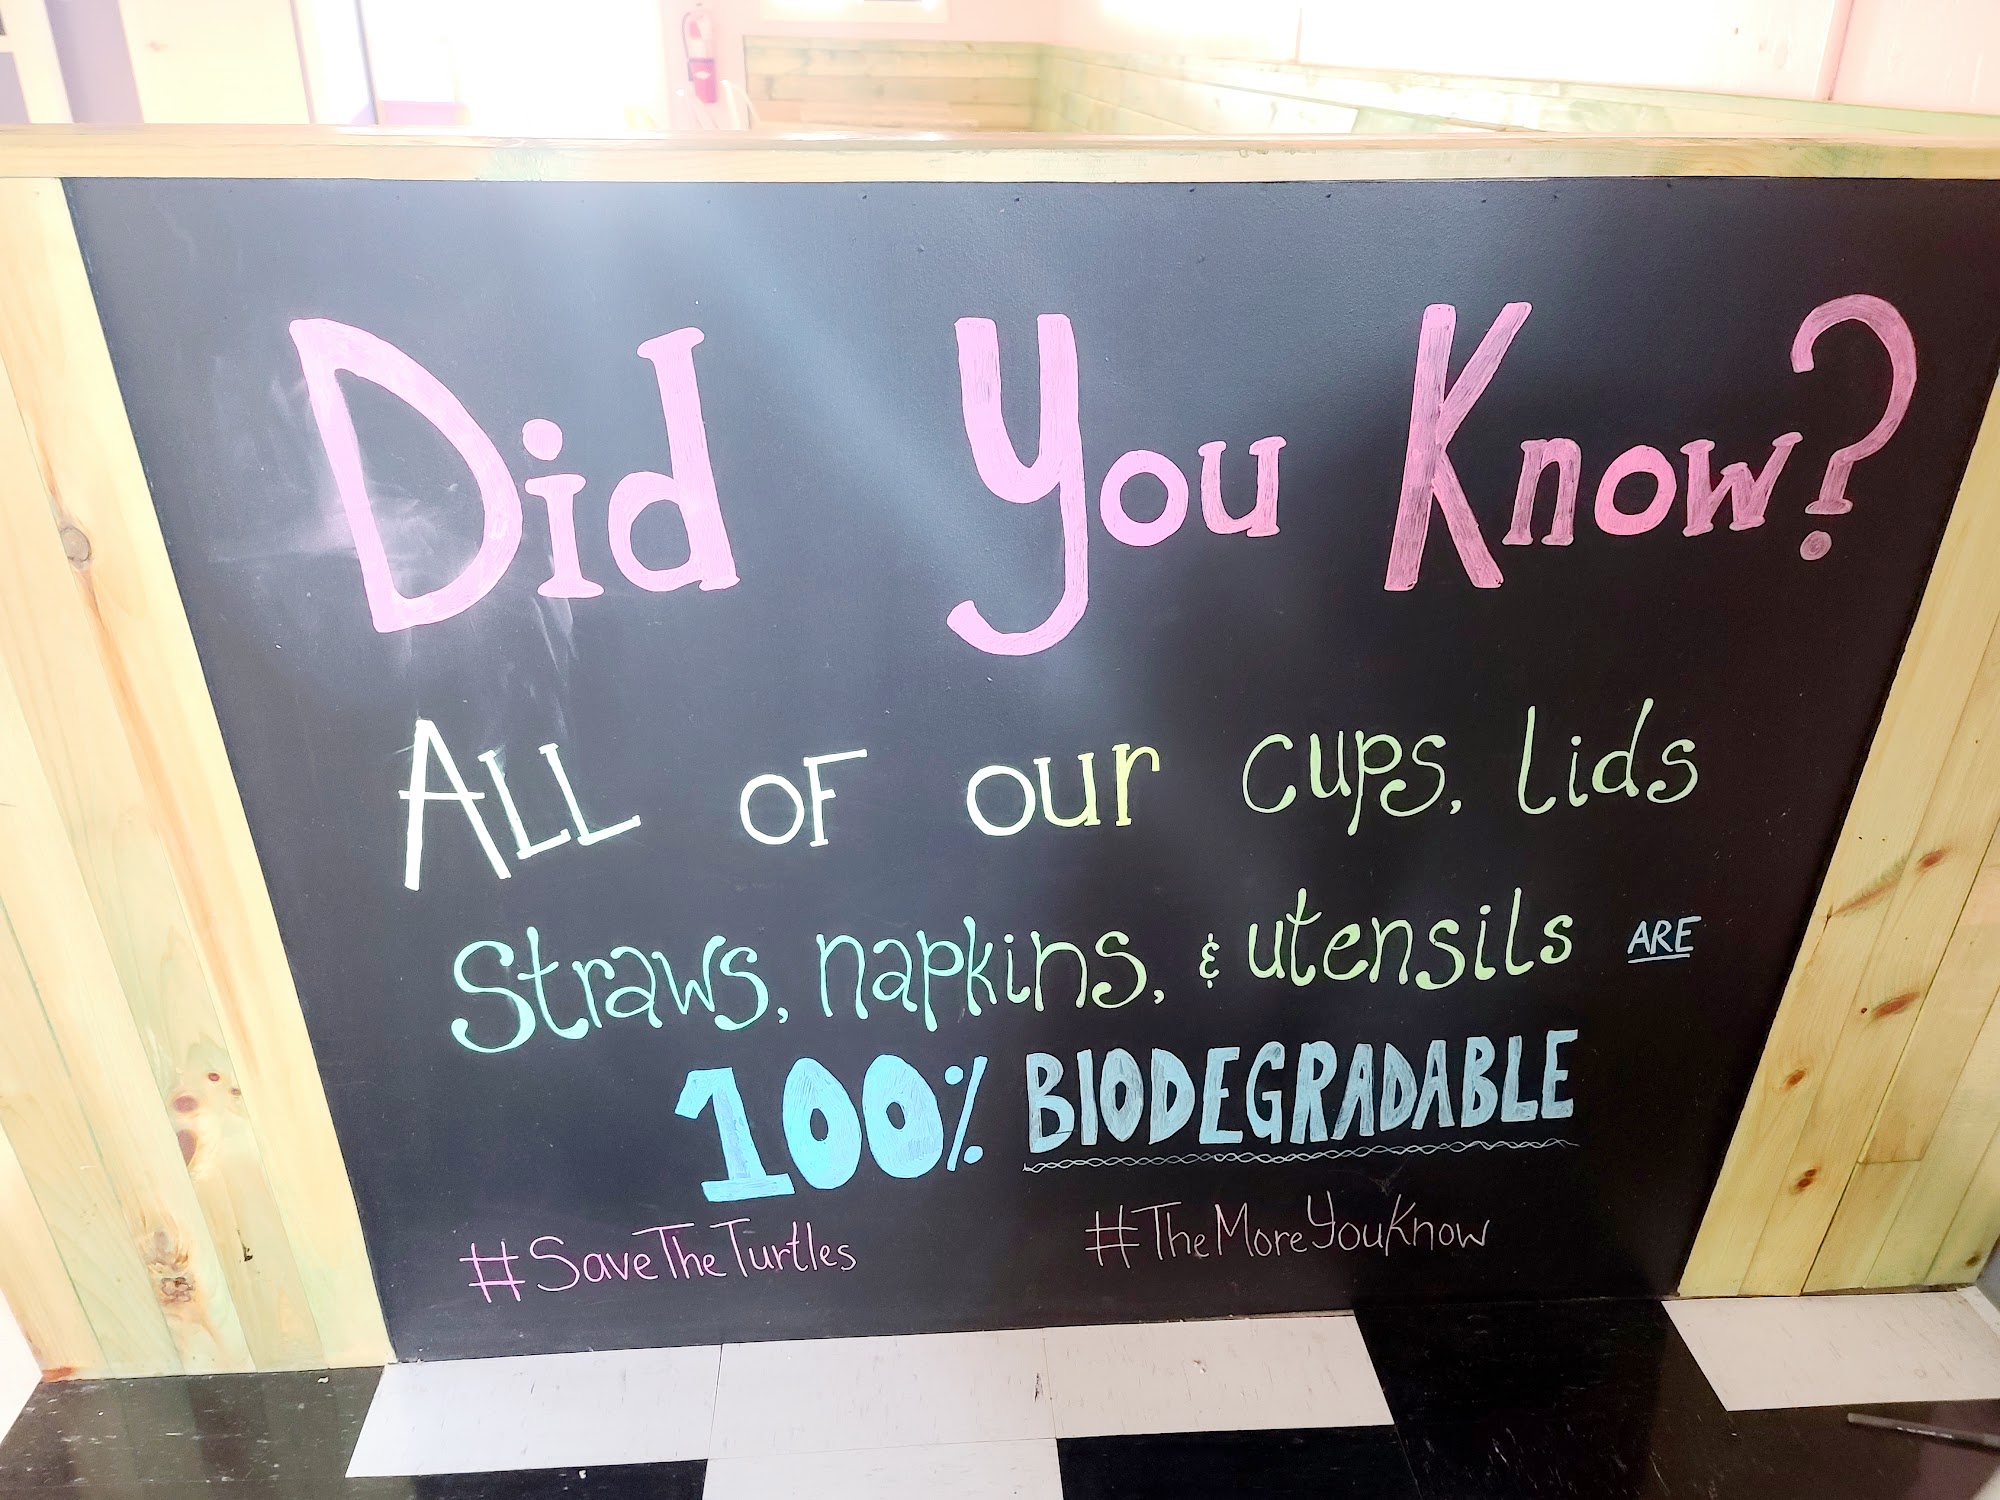 Did You Know?
ALL OF our cups, lids
Straws, napkins, & utensils ARE
100% BIODEGRADABLE
#SaveTheTurtles #TheMoreYouKnow